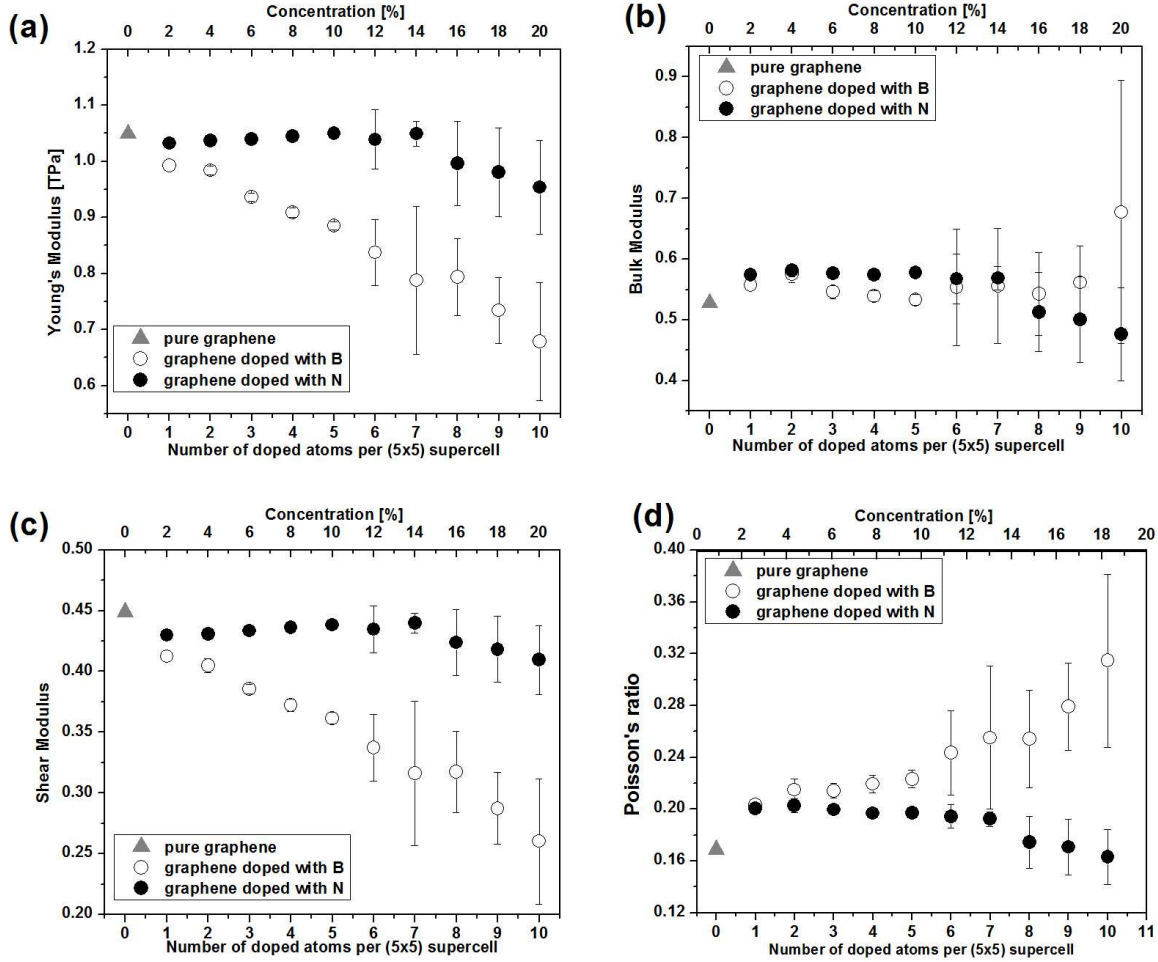 (a)
Concentration [%]
0 2 4 6 8 10 12 14 16 18 20
1.2
1.1
1.0
0.9
0.8
0.7
0.6
Young's Modulus [TPa]
pure graphene
graphene doped with B
graphene doped with N
0 1 2 3 4 5 6 7 8 9 10
Number of doped atoms per (5x5) supercell
(b)
Concentration [%]
0 2 4 6 8 10 12 14 16 18 20
0.9
0.8
0.7
0.6
0.5
0.4
Bulk Modulus
pure graphene
graphene doped with B
graphene doped with N
0 1 2 3 4 5 6 7 8 9 10
Number of doped atoms per (5x5) supercell
(c)
Concentration [%]
0 2 4 6 8 10 12 14 16 18 20
0.50
0.45
0.40
0.35
0.30
0.25
0.20
Shear Modulus
pure graphene
graphene doped with B
graphene doped with N
0 1 2 3 4 5 6 7 8 9 10
Number of doped atoms per (5x5) supercell
(d)
Concentration [%]
0 2 4 6 8 10 12 14 16 18 20
0.40
0.36
0.32
0.28
0.24
0.20
0.16
0.12
Poisson's ratio
pure graphene
graphene doped with B
graphene doped with N
0 1 2 3 4 5 6 7 8 9 10 11
Number of doped atoms per (5x5) supercell